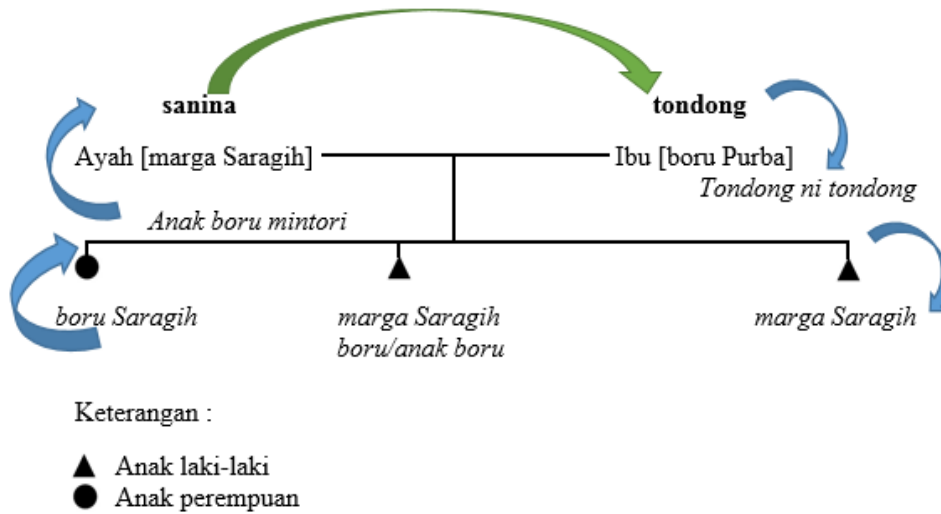 sanina
tondong
Ayah [marga Saragih]
Ibu [boru Purba]
Tondong ni tondong
Anak boru mintori
boru Saragih
marga Saragih
boru/anak boru
marga Saragih
Keterangan :
Anak laki-laki
Anak perempuan